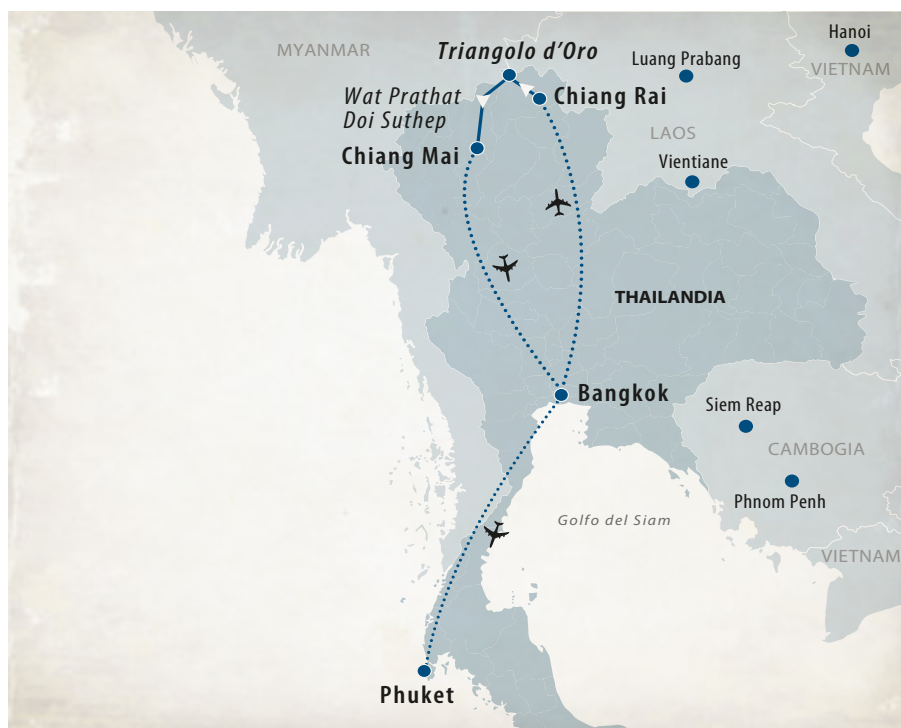 Hanoi
MYANMAR
Triangolo d’Oro
Luang Prabang
VIETNAM
Wat Prathat
Doi Suthep
Chiang Rai
LAOS
Chiang Mai
Vientiane
THAILANDIA
Bangkok
Siem Reap
CAMBOGIA
Phnom Penh
Golfo del Siam
VIETNAM
Phuket